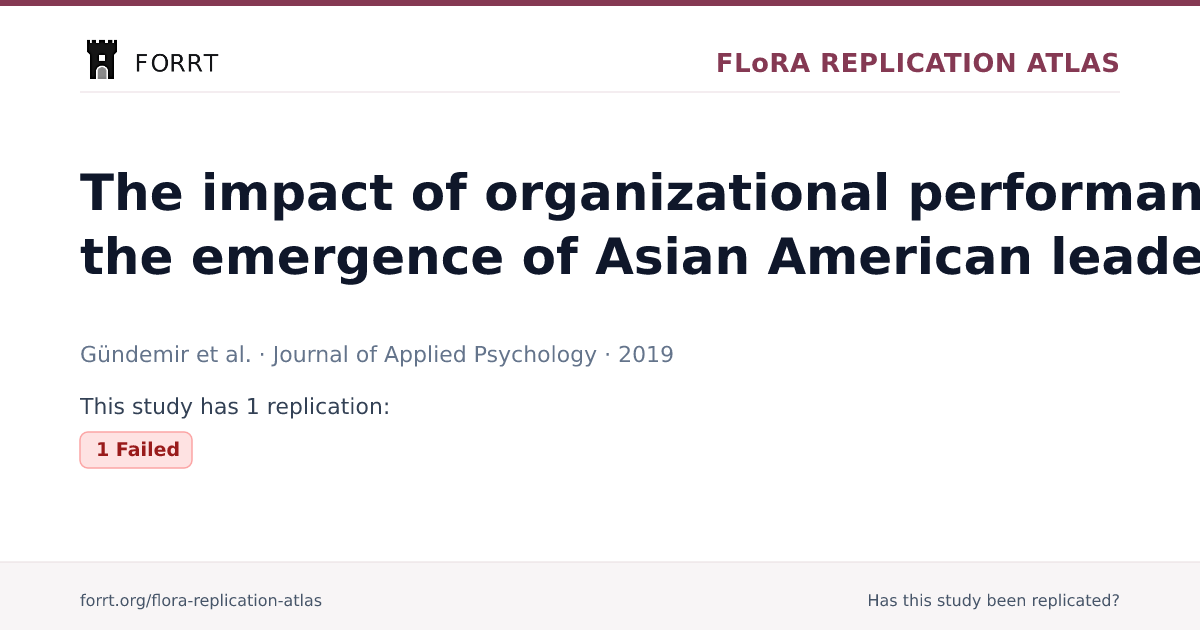 FORRT
FLoRA REPLICATION ATLAS
The impact of organizational performan
the emergence of Asian American leade
Gündemir et al. · Journal of Applied Psychology · 2019
This study has 1 replication:
1 Failed
forrt.org/flora-replication-atlas
Has this study been replicated?